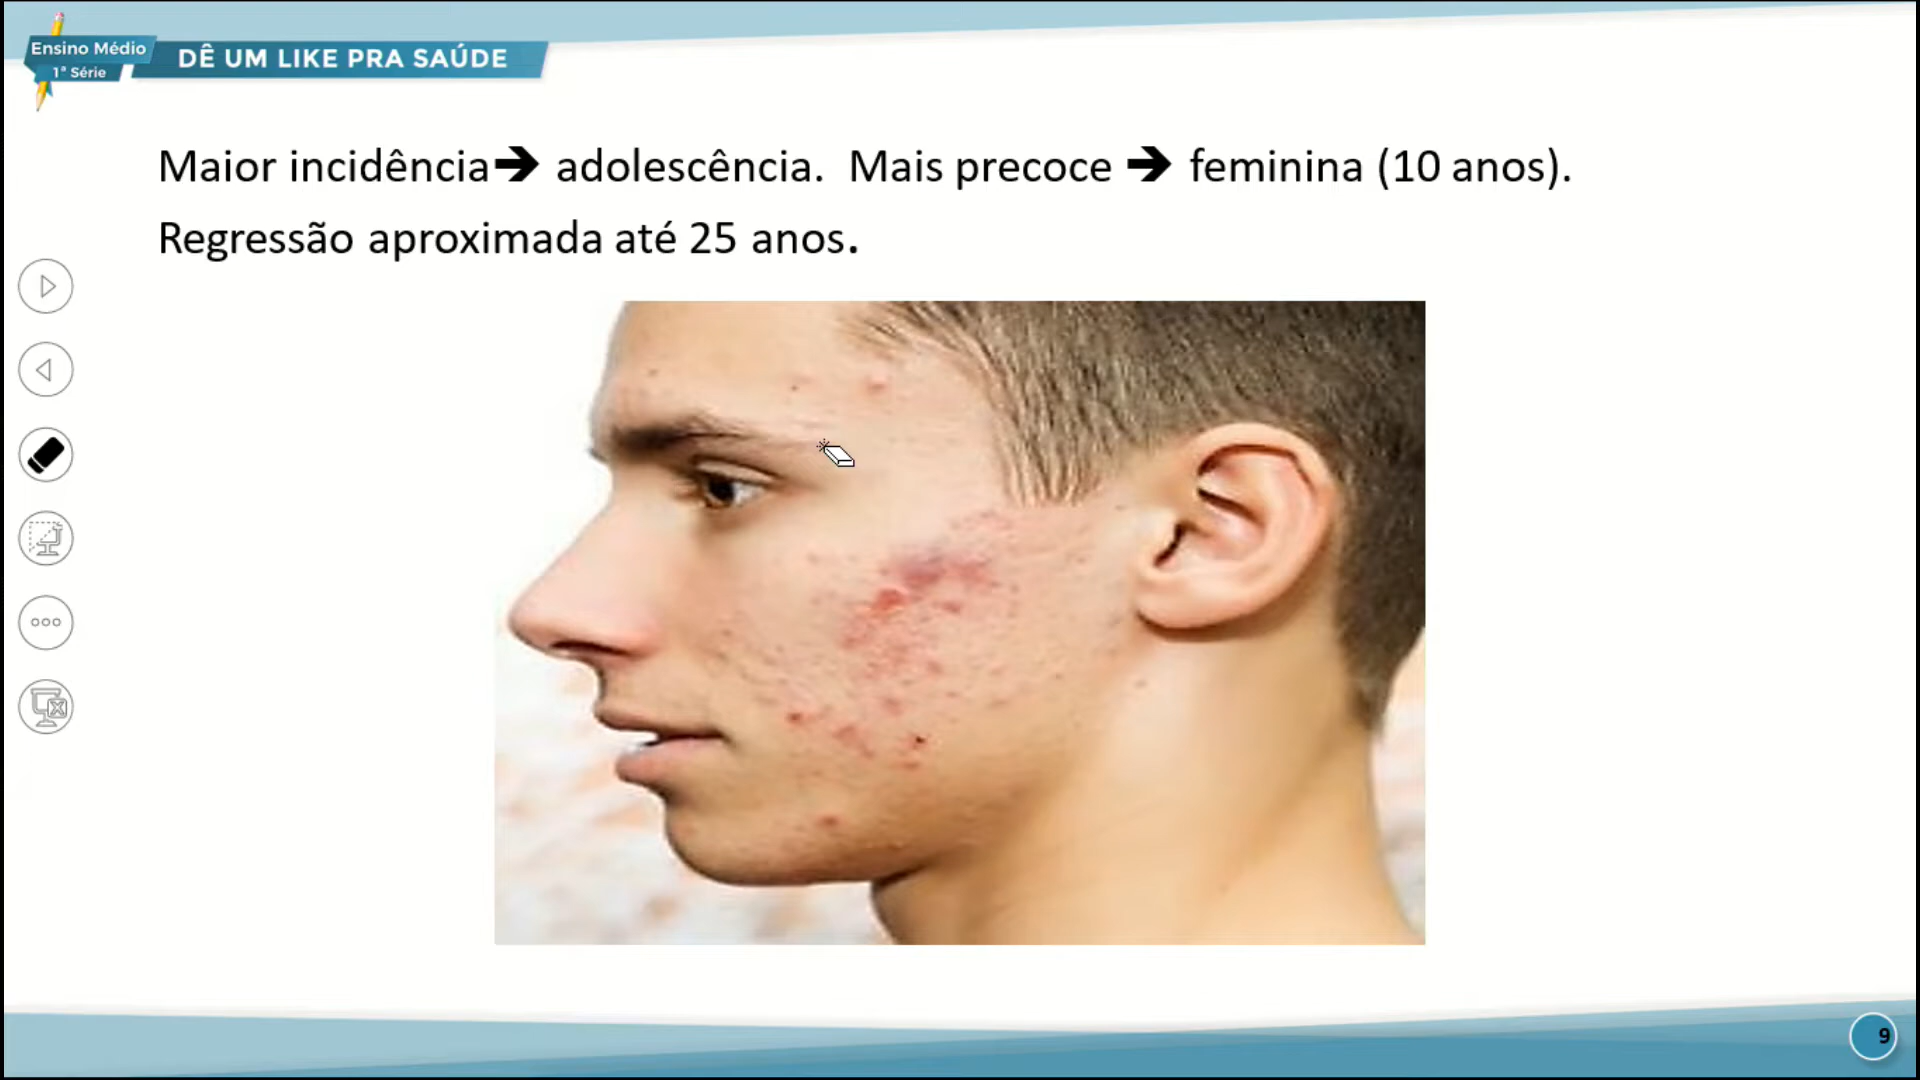 Ensino Médio
1ª Série
DÊ UM LIKE PRA SAÚDE
Maior incidência➔ adolescência.  Mais precoce ➔ feminina (10 anos).
Regressão aproximada até 25 anos.
9